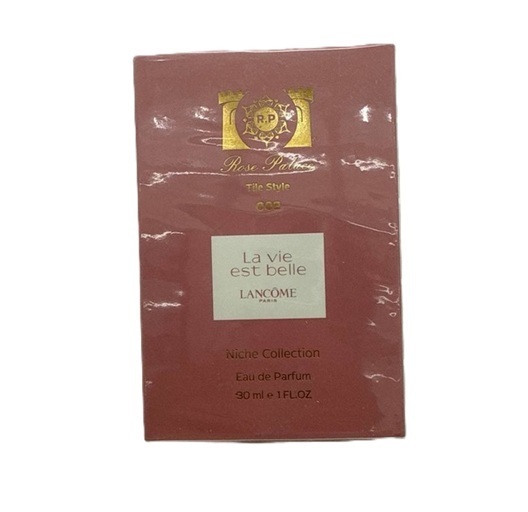 R.P
Rose Palace
Tile Style
002
La vie
est belle
LANCÔME
PARIS
Niche Collection
Eau de Parfum
30 ml e 1 FL.OZ